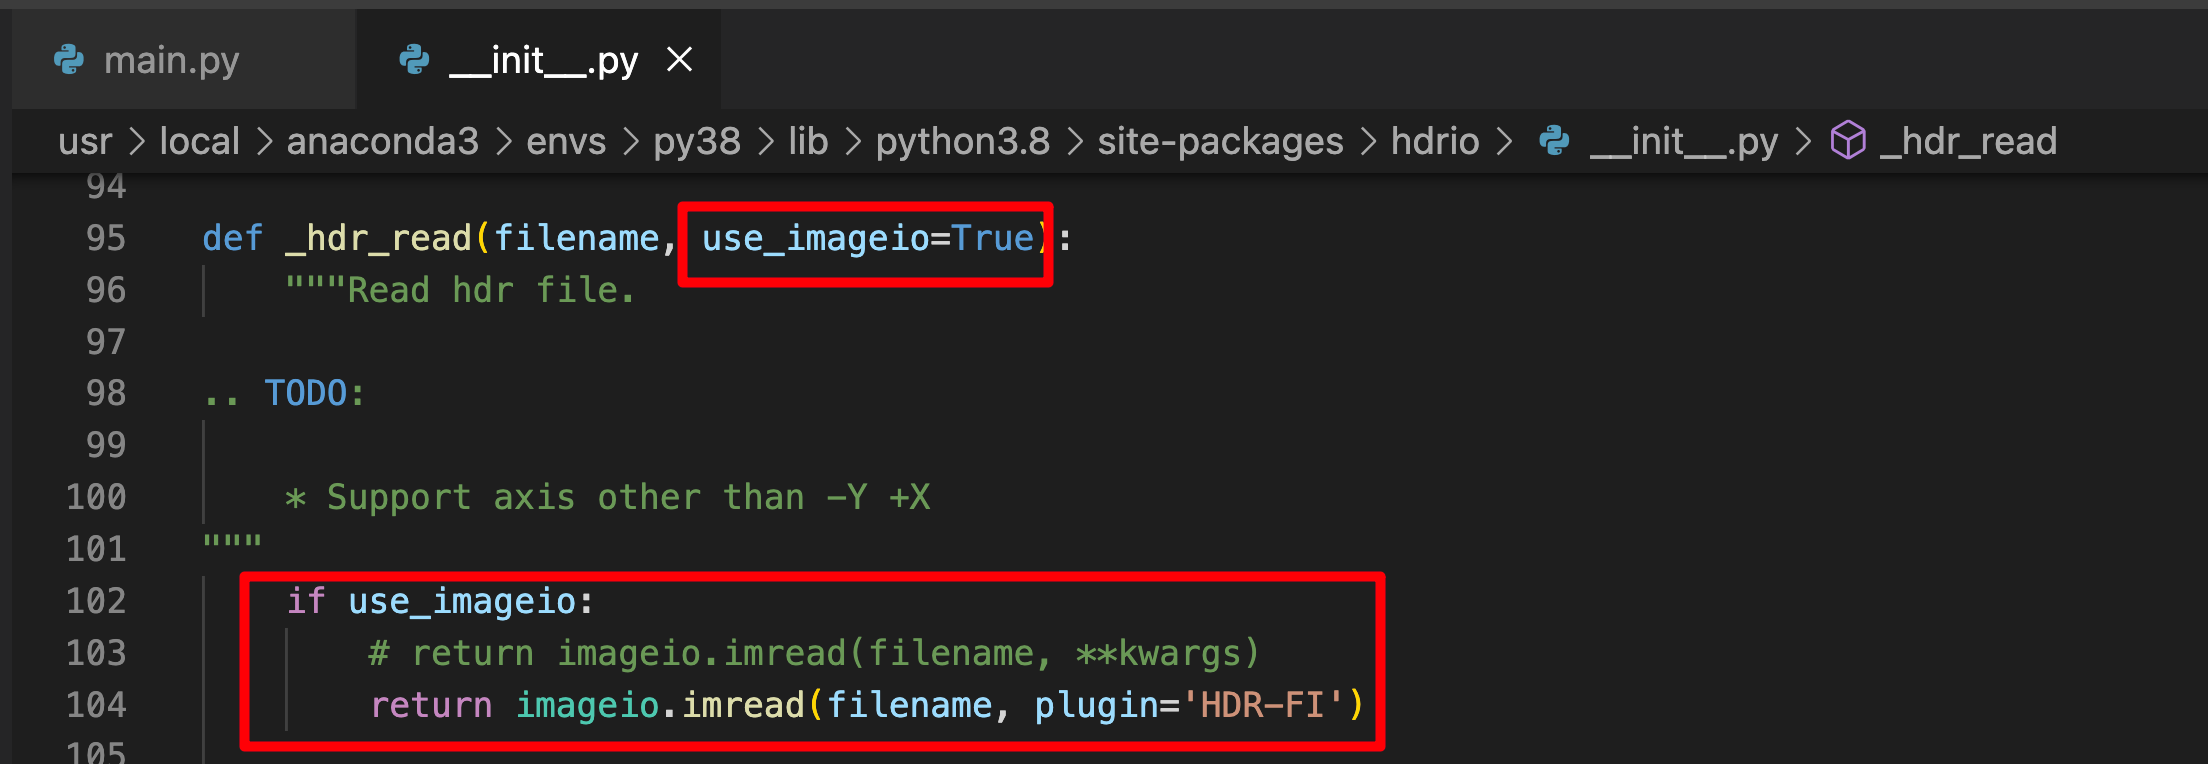 main.py __init__.py
usr > local > anaconda3 > envs > py38 > lib > python3.8 > site-packages > hdrio > __init__.py > _hdr_read
94
95 def _hdr_read(filename, use_imageio=True):
96 """Read hdr file.
97
98 .. TODO:
99
100 * Support axis other than -Y +X
101 """
102 if use_imageio:
103 # return imageio.imread(filename, **kwargs)
104 return imageio.imread(filename, plugin='HDR-FI')
105